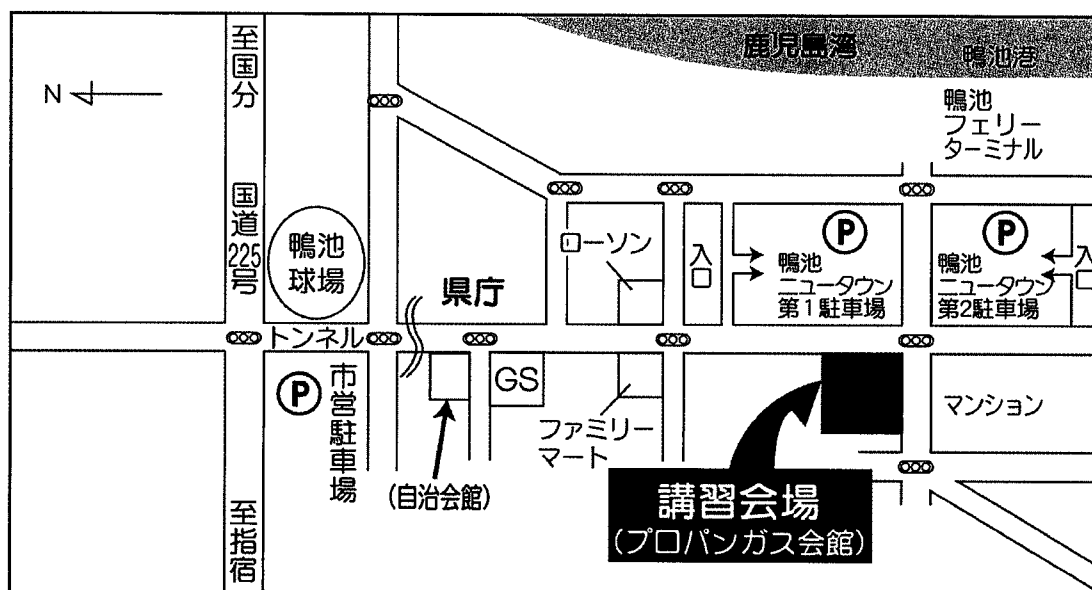 鹿児島湾
鴨池港
至国分
N
鴨池
フェリー
ターミナル
国道225号
鴨池
球場
ローソン
入口
P
鴨池
ニュータウン
第1駐車場
P
鴨池
ニュータウン
第2駐車場
入口
県庁
トンネル
P
市営駐車場
GS
(自治会館)
ファミリー
マート
マンション
講習会場
(プロパンガス会館)
至指宿